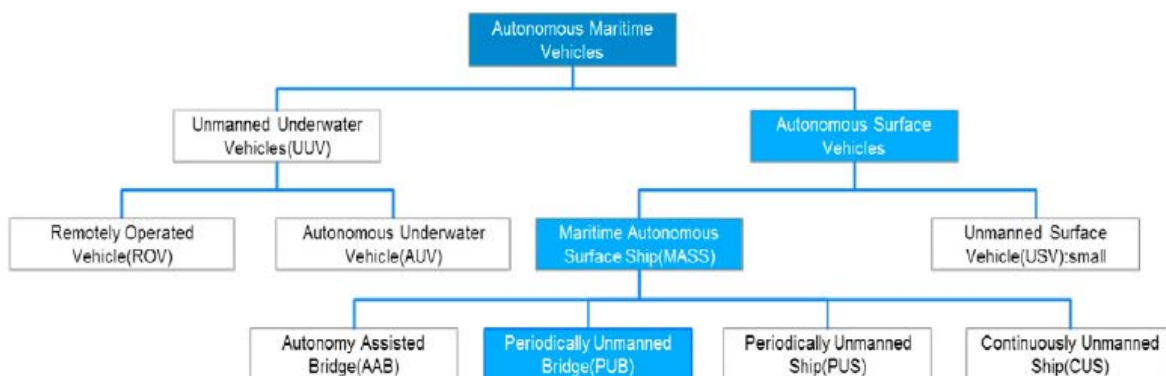 Autonomous Maritime
Vehicles
Unmanned Underwater
Vehicles(UUV)
Autonomous Surface
Vehicles
Remotely Operated
Vehicle(ROV)
Autonomous Underwater
Vehicle(AUV)
Maritime Autonomous
Surface Ship(MASS)
Unmanned Surface
Vehicle(USV):small
Autonomy Assisted
Bridge(AAB)
Periodically Unmanned
Bridge(PUB)
Periodically Unmanned
Ship(PUS)
Continuously Unmanned
Ship(CUS)